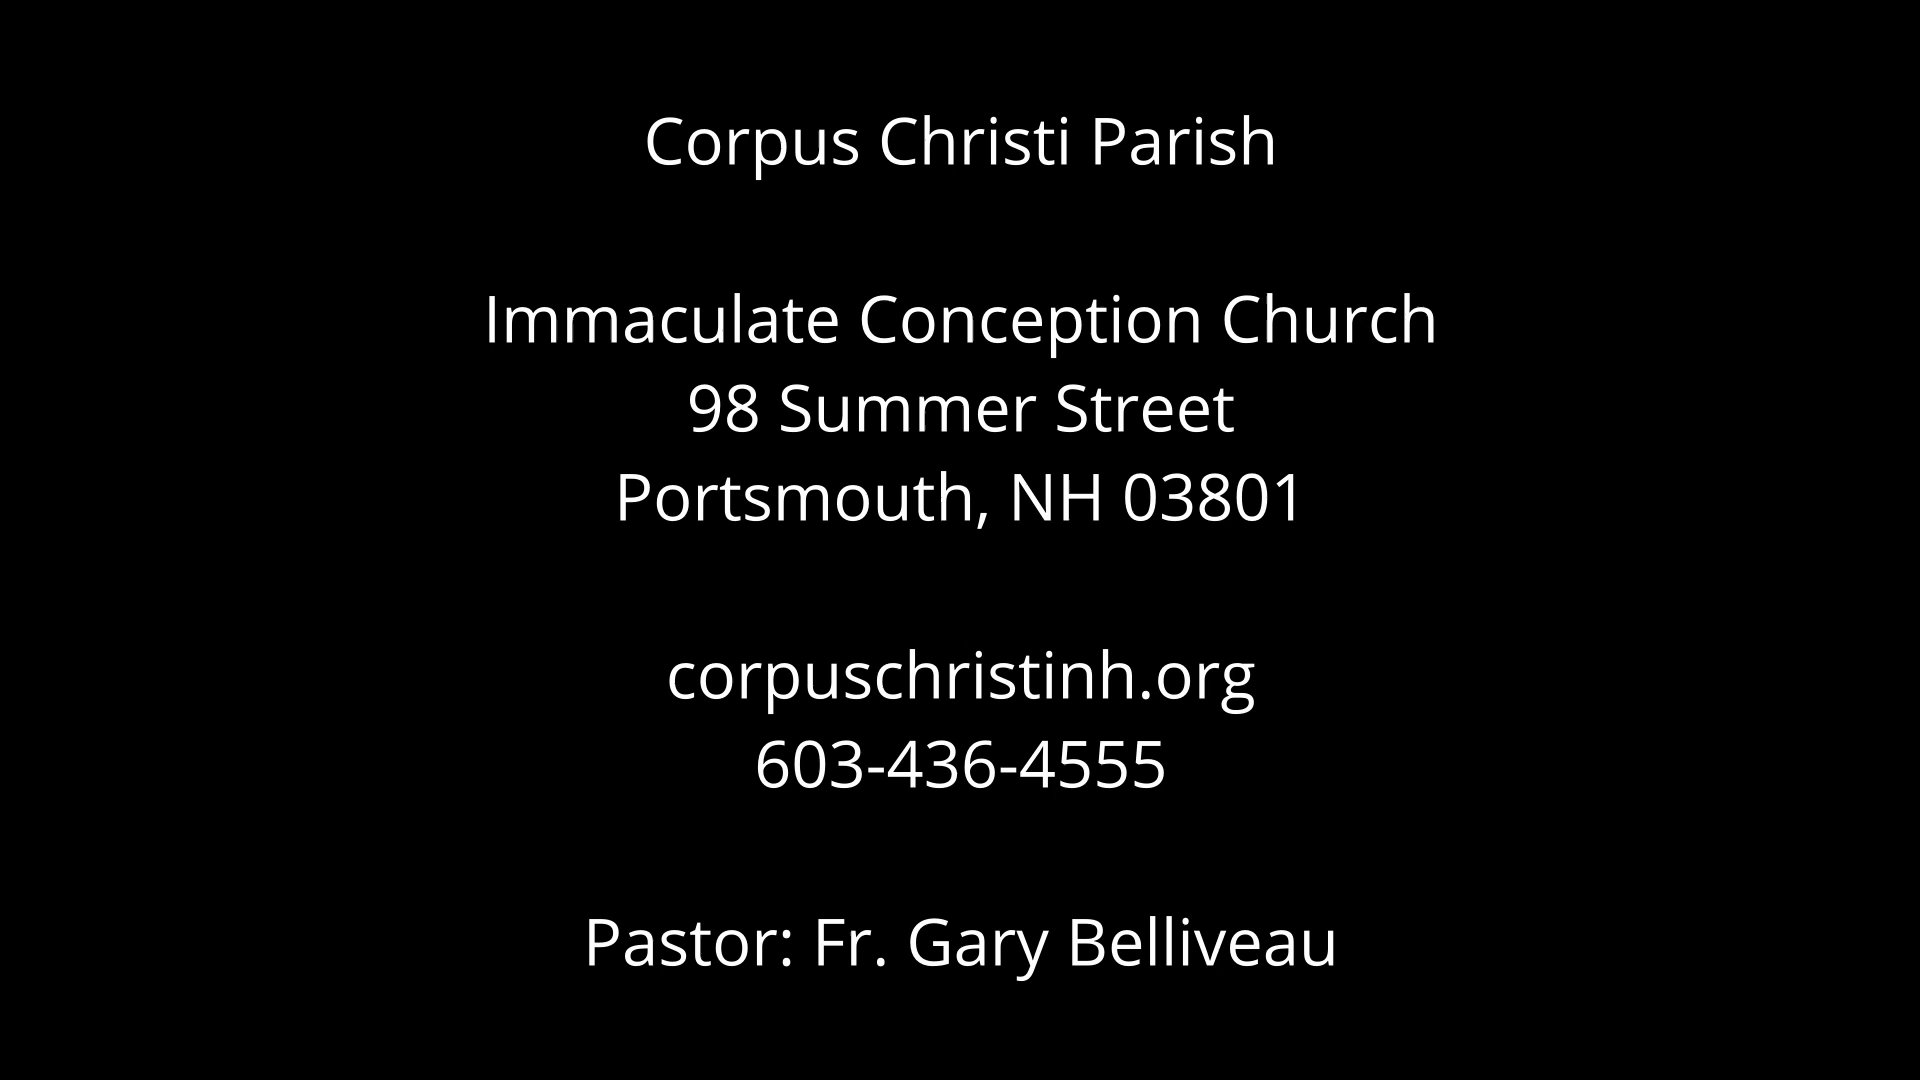 Corpus Christi Parish
Immaculate Conception Church
98 Summer Street
Portsmouth, NH 03801
corpuschristinh.org
603-436-4555
Pastor: Fr. Gary Belliveau